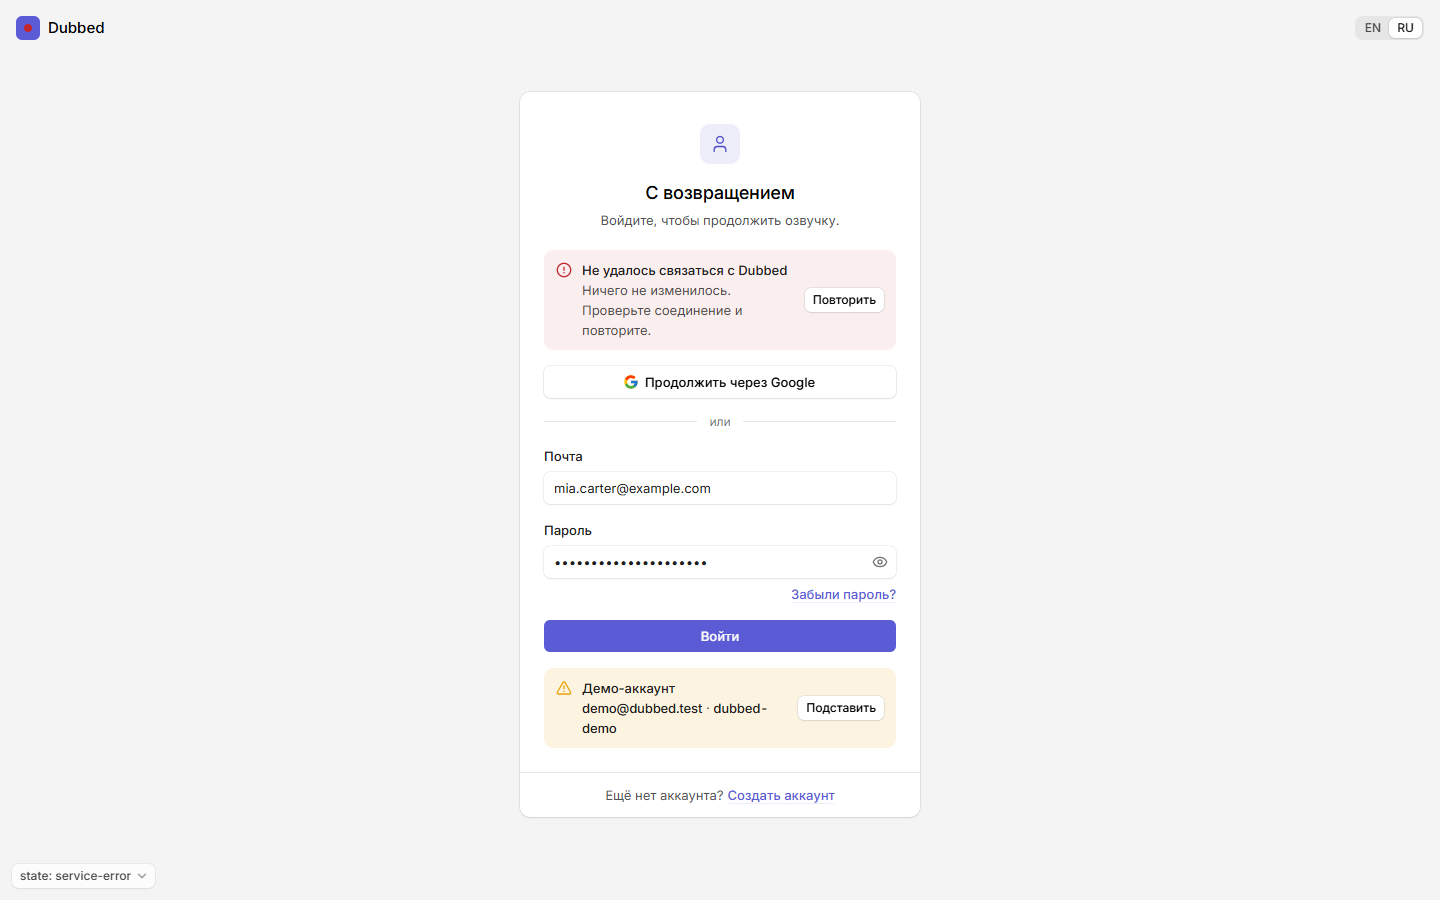 Dubbed
EN RU
С возвращением
Войдите, чтобы продолжить озвучку.
Не удалось связаться с Dubbed
Ничего не изменилось.
Проверьте соединение и
повторите.
Повторить
Продолжить через Google
или
Почта
mia.carter@example.com
Пароль
•••••••••••••••••••••
Забыли пароль?
Войти
Демо-аккаунт
demo@dubbed.test · dubbed-
demo
Подставить
Ещё нет аккаунта? Создать аккаунт
state: service-error